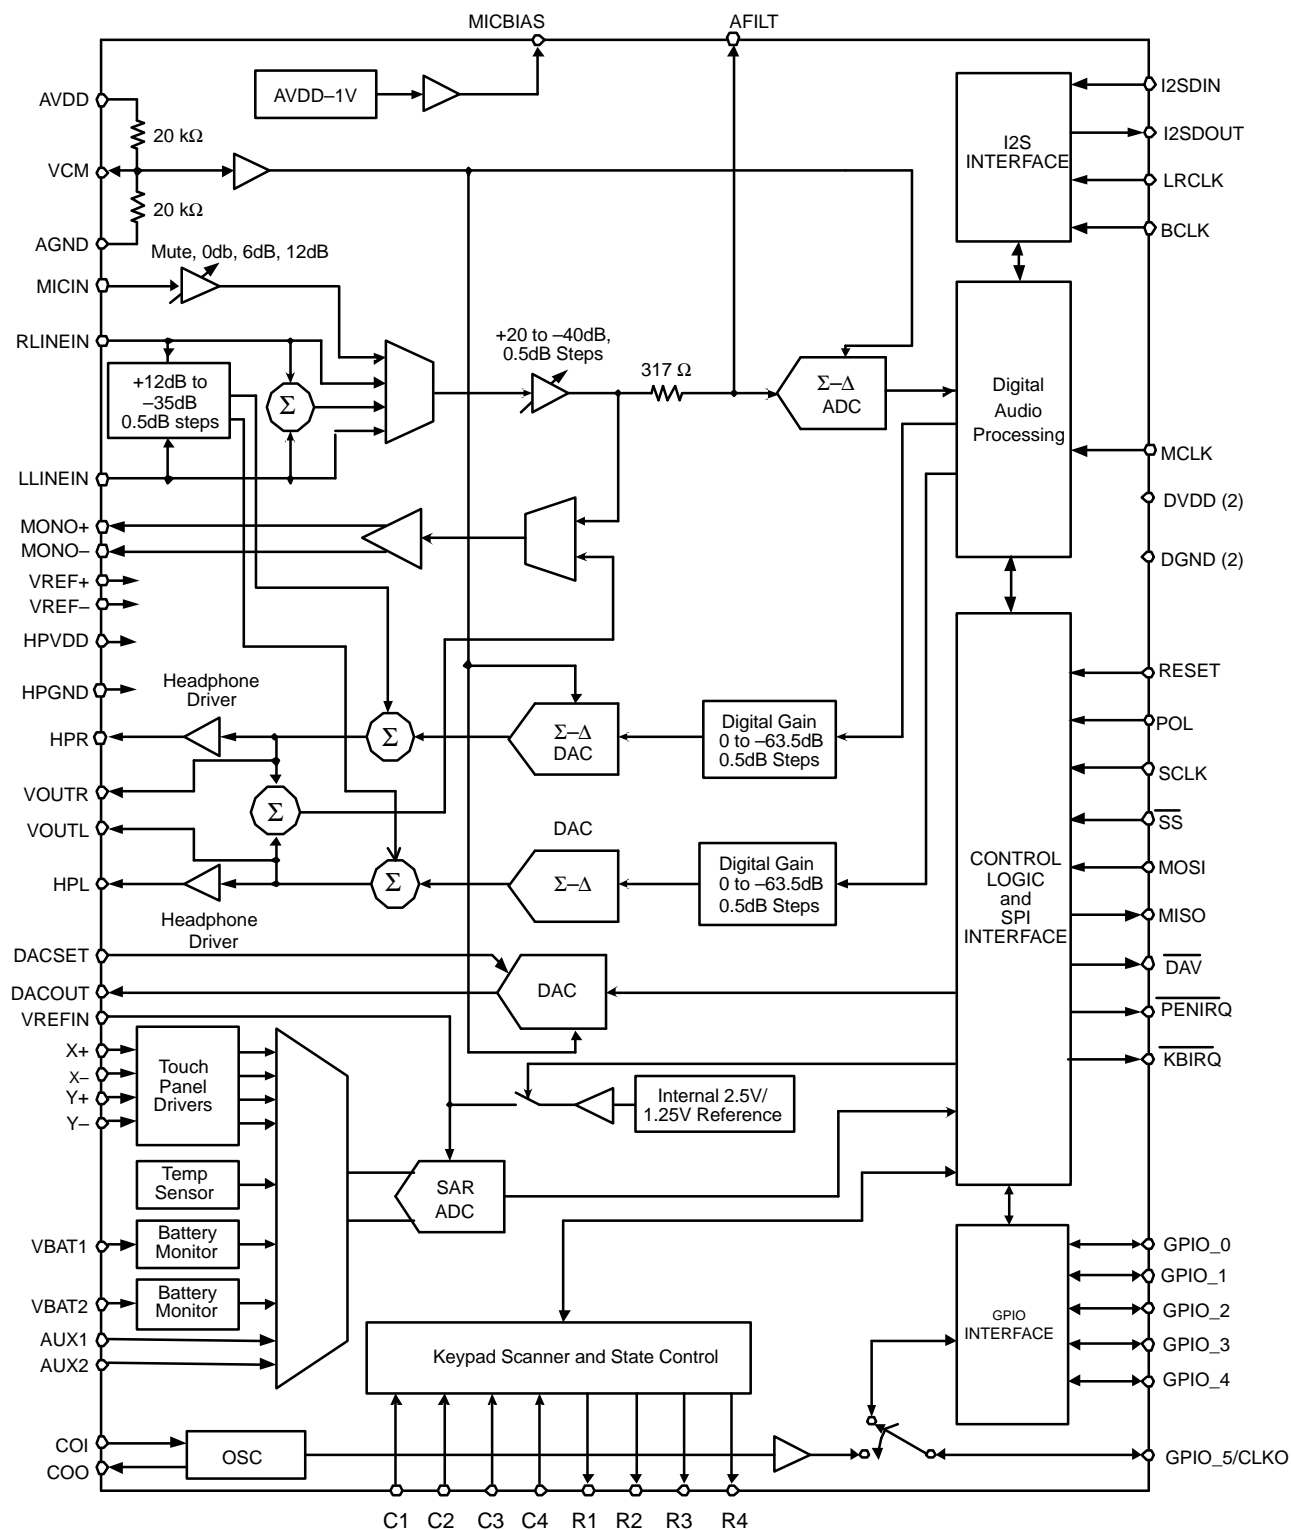 MICBIAS
AFILT
AVDD
AVDD–1V
20 kΩ
VCM
20 kΩ
AGND
MICIN
Mute, 0db, 6dB, 12dB
RLINEIN
+12dB to
–35dB
0.5dB steps
Σ
LLINEIN
+20 to –40dB,
0.5dB Steps
317 Ω
Σ–Δ
ADC
I2S
INTERFACE
I2SDIN
I2SDOUT
LRCLK
BCLK
Digital
Audio
Processing
MCLK
DVDD (2)
DGND (2)
MONO+
MONO–
VREF+
VREF–
HPVDD
HPGND
Headphone
Driver
HPR
Σ
Σ–Δ
DAC
Digital Gain
0 to –63.5dB
0.5dB Steps
VOUTR
Σ
VOUTL
HPL
Σ
DAC
Σ–Δ
Digital Gain
0 to –63.5dB
0.5dB Steps
Headphone
Driver
CONTROL
LOGIC
and
SPI
INTERFACE
RESET
POL
SCLK
SS
MOSI
MISO
DAV
PENIRQ
KBIRQ
DACSET
DACOUT
DAC
VREFIN
X+
X–
Y+
Y–
Touch
Panel
Drivers
Internal 2.5V/
1.25V Reference
Temp
Sensor
SAR
ADC
VBAT1
Battery
Monitor
VBAT2
Battery
Monitor
AUX1
AUX2
GPIO
INTERFACE
GPIO_0
GPIO_1
GPIO_2
GPIO_3
GPIO_4
Keypad Scanner and State Control
COI
COO
OSC
GPIO_5/CLKO
C1 C2 C3 C4 R1 R2 R3 R4